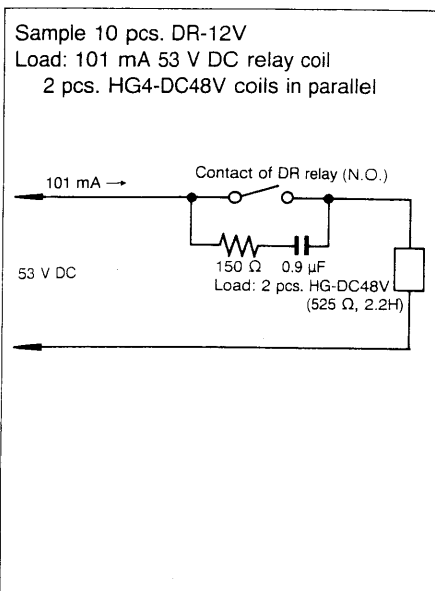 Sample 10 pcs. DR-12V
Load: 101 mA 53 V DC relay coil
2 pcs. HG4-DC48V coils in parallel
Contact of DR relay (N.O.)
101 mA →
150 Ω 0.9 µF
53 V DC
Load: 2 pcs. HG-DC48V
(525 Ω, 2.2H)